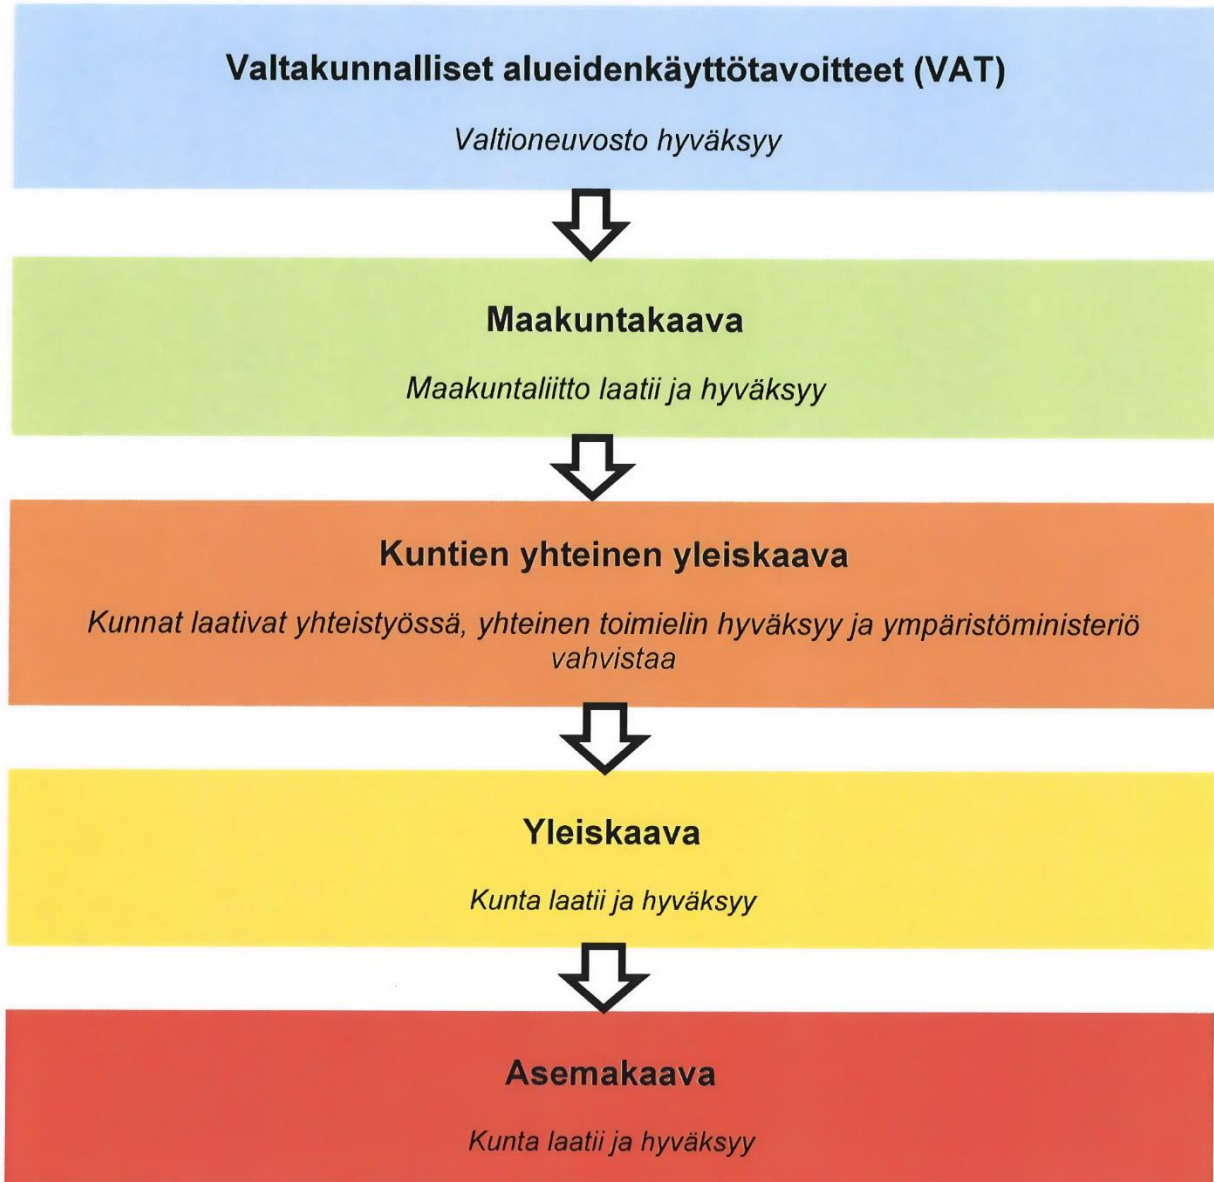 Valtakunnalliset alueidenkäyttötavoitteet (VAT)
Valtioneuvosto hyväksyy
Maakuntakaava
Maakuntaliitto laatii ja hyväksyy
Kuntien yhteinen yleiskaava
Kunnat laativat yhteistyössä, yhteinen toimielin hyväksyy ja ympäristöministeriö
vahvistaa
Yleiskaava
Kunta laatii ja hyväksyy
Asemakaava
Kunta laatii ja hyväksyy